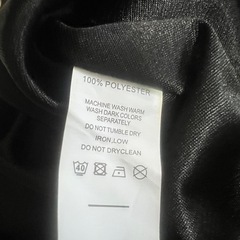 100% POLYESTER
MACHINE WASH WARM
WASH DARK COLORS
SEPARATELY
DO NOT TUMBLE DRY
IRON.LOW
DO NOT DRYCLEAN
40